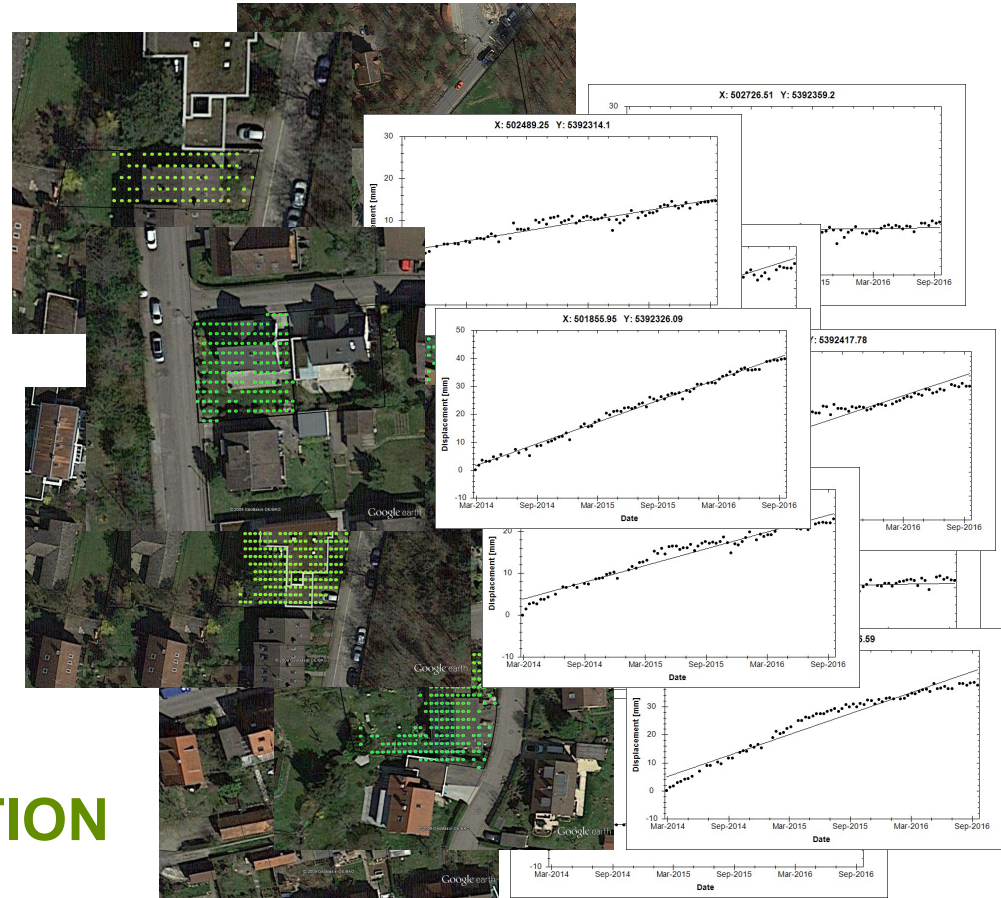 X: 502726.51 Y: 5392359.2
30
Mar-2016 Sep-2016
X: 502489.25 Y: 5392314.1
30
20
10
X: 501855.95 Y: 5392326.09
50
40
30
20
10
0
-10
Displacement [mm]
Mar-2014 Sep-2014 Mar-2015 Sep-2015 Mar-2016 Sep-2016
Date
Y: 5392417.78
Mar-2016 Sep-2016
Google earth
20
10
0
-10
Displacement [mm]
Mar-2014 Sep-2014 Mar-2015 Sep-2015 Mar-2016 Sep-2016
Date
Google earth
30
20
10
0
-10
Displacement [mm]
Mar-2014 Sep-2014 Mar-2015 Sep-2015 Mar-2016 Sep-2016
Date
TION
Google earth
Google earth
-10
Mar-2014 Sep-2014 Mar-2015 Sep-2015 Mar-2016 Sep-2016
Date